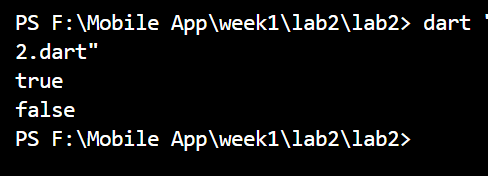 PS F:\Mobile App\week1\lab2\lab2> dart "
2.dart"
true
false
PS F:\Mobile App\week1\lab2\lab2>